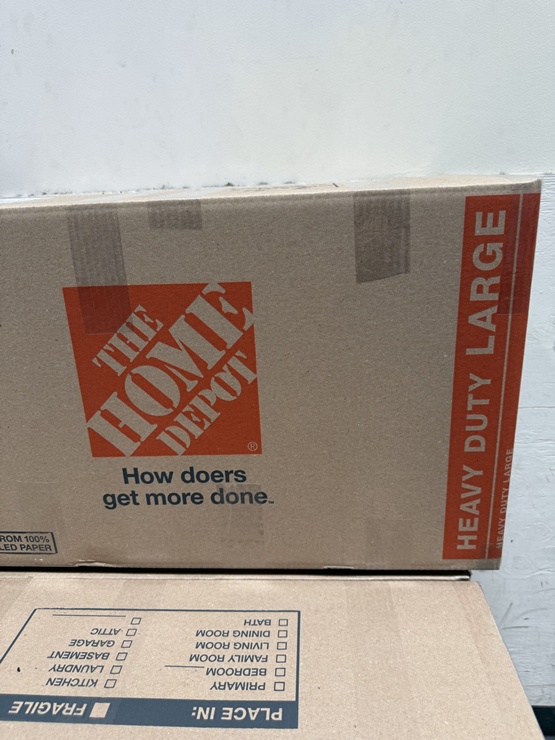 THE
HOME
DEPOT
®
How doers
get more done.™
HEAVY DUTY LARGE
HEAVY DUTY LARGE
ROM 100%
LED PAPER
PLACE IN:
FRAGILE
PRIMARY
BEDROOM
FAMILY ROOM
LIVING ROOM
DINING ROOM
BATH
KITCHEN
LAUNDRY
BASEMENT
GARAGE
ATTIC